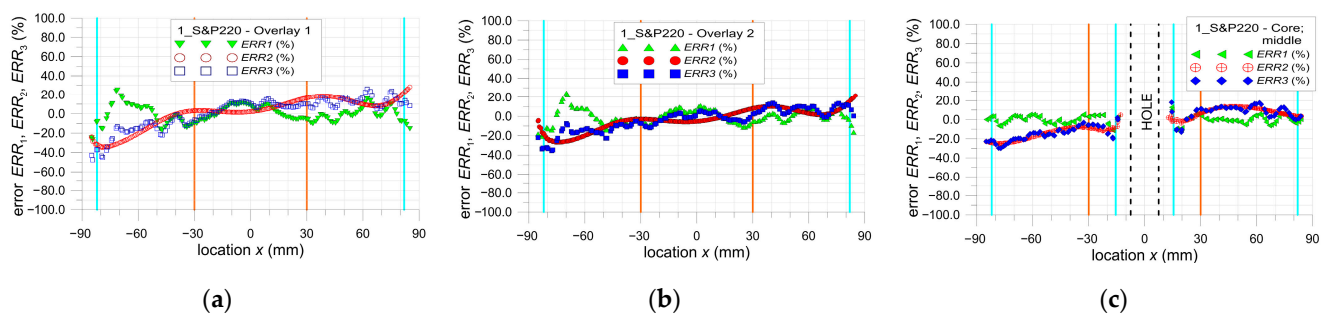 1_S&P220 - Overlay 1
ERR1 (%)
ERR2 (%)
ERR3 (%)
error ERR₁, ERR₂, ERR₃ (%)
100.0
80.0
60.0
40.0
20.0
0.0
−20.0
−40.0
−60.0
−80.0
−100.0
−90 −60 −30 0 30 60 90
location x (mm)
(a)
1_S&P220 - Overlay 2
ERR1 (%)
ERR2 (%)
ERR3 (%)
error ERR₁, ERR₂, ERR₃ (%)
100.0
80.0
60.0
40.0
20.0
0.0
−20.0
−40.0
−60.0
−80.0
−100.0
−90 −60 −30 0 30 60 90
location x (mm)
(b)
1_S&P220 - Core;
middle
ERR1 (%)
ERR2 (%)
ERR3 (%)
HOLE
error ERR₁, ERR₂, ERR₃ (%)
100.0
80.0
60.0
40.0
20.0
0.0
−20.0
−40.0
−60.0
−80.0
−100.0
−90 −60 −30 0 30 60 90
location x (mm)
(c)